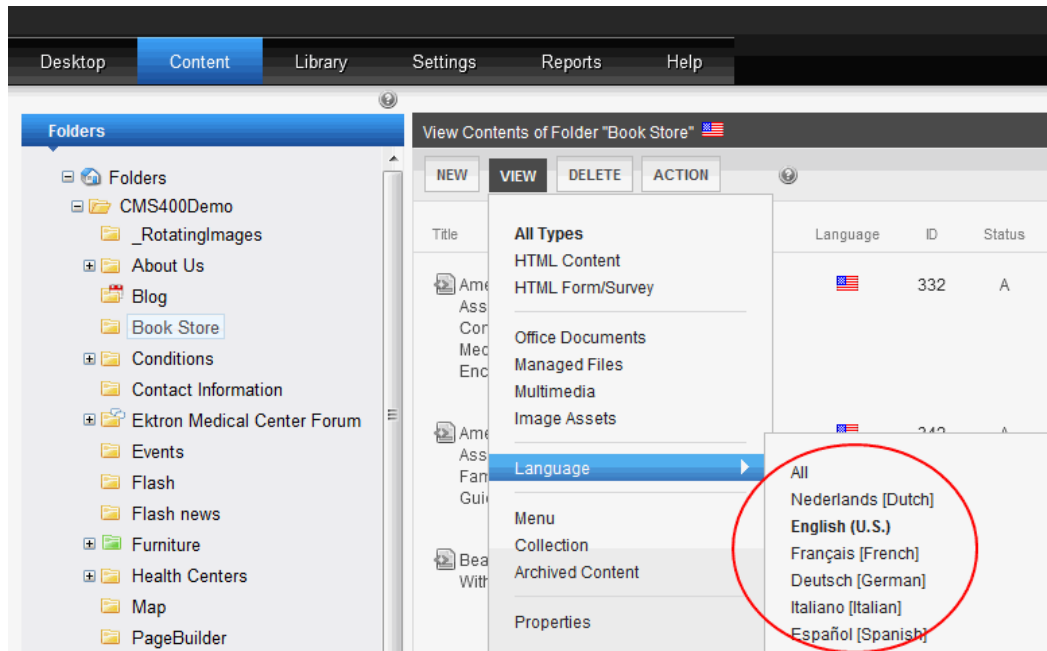 Desktop Content Library Settings Reports Help
Folders
Folders
CMS400Demo
_RotatingImages
About Us
Blog
Book Store
Conditions
Contact Information
Ektron Medical Center Forum
Events
Flash
Flash news
Furniture
Health Centers
Map
PageBuilder
View Contents of Folder "Book Store"
NEW VIEW DELETE ACTION
Title Language ID Status
332 A
All Types
HTML Content
HTML Form/Survey
Office Documents
Managed Files
Multimedia
Image Assets
Language
Menu
Collection
Archived Content
Properties
All
Nederlands [Dutch]
English (U.S.)
Français [French]
Deutsch [German]
Italiano [Italian]
Español [Spanish]